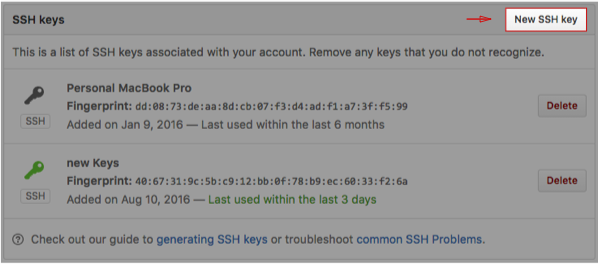 SSH keys
New SSH key
This is a list of SSH keys associated with your account. Remove any keys that you do not recognize.
Personal MacBook Pro
Fingerprint: dd:08:73:de:aa:8d:cb:07:f3:d4:ad:f1:a7:3f:f5:99
SSH
Added on Jan 9, 2016 — Last used within the last 6 months
Delete
new Keys
Fingerprint: 40:67:31:9c:5b:c9:12:bb:0f:78:b9:ec:60:33:f2:6a
SSH
Added on Aug 10, 2016 — Last used within the last 3 days
Delete
Check out our guide to generating SSH keys or troubleshoot common SSH Problems.